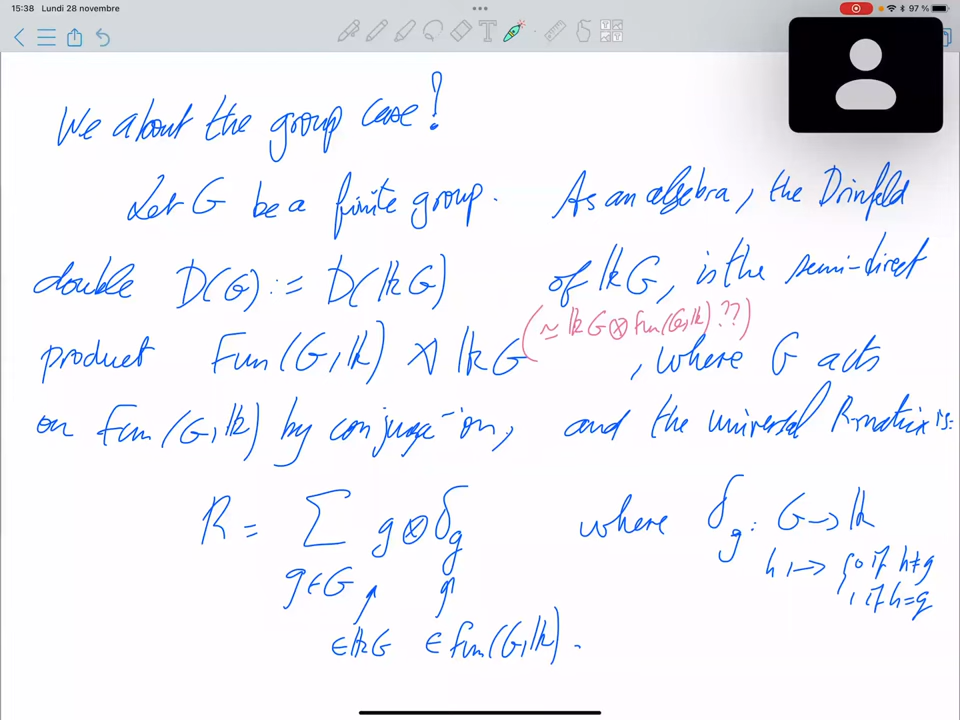 15:38 Lundi 28 novembre
97 %
We about the group case!
Let G be a finite group. As an algebra, the Drinfeld
double D(G) := D(𝕜G) of 𝕜G, is the semi-direct
(≃ 𝕜G ⊗ Fun(G,𝕜) ??)
product Fun(G,𝕜) ⋊ 𝕜G, where G acts
on Fun(G,𝕜) by conjugation, and the universal R-matrix is:
R = ∑ g ⊗ δ_g where δ_g : G → 𝕜
g∈G h ↦ { 0 if h≠g
1 if h=g
∈ 𝕜G ∈ Fun(G,𝕜).